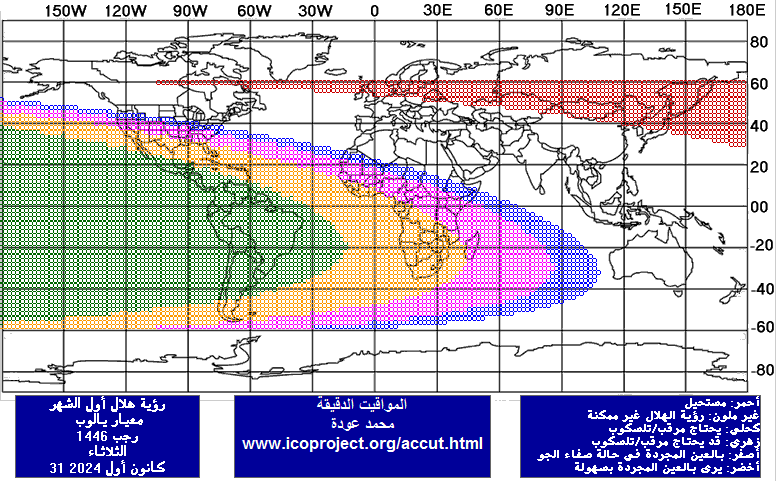 150W 120W 90W 60W 30W 0 30E 60E 90E 120E 150E 180E
80
60
40
20
00
-20
-40
-60
-80
رؤية هلال أول الشهر
معيار يالوب
رجب 1446
الثلاثاء
31 كانون أول 2024
المواقيت الدقيقة
محمد عودة
www.icoproject.org/accut.html
أحمر: مستحيل
غير ملون: رؤية الهلال غير ممكنة
كحلي: يحتاج مرقب/تلسكوب
زهري: قد يحتاج مرقب/تلسكوب
أصفر: بالعين المجردة في حالة صفاء الجو
أخضر: يرى بالعين المجردة بسهولة